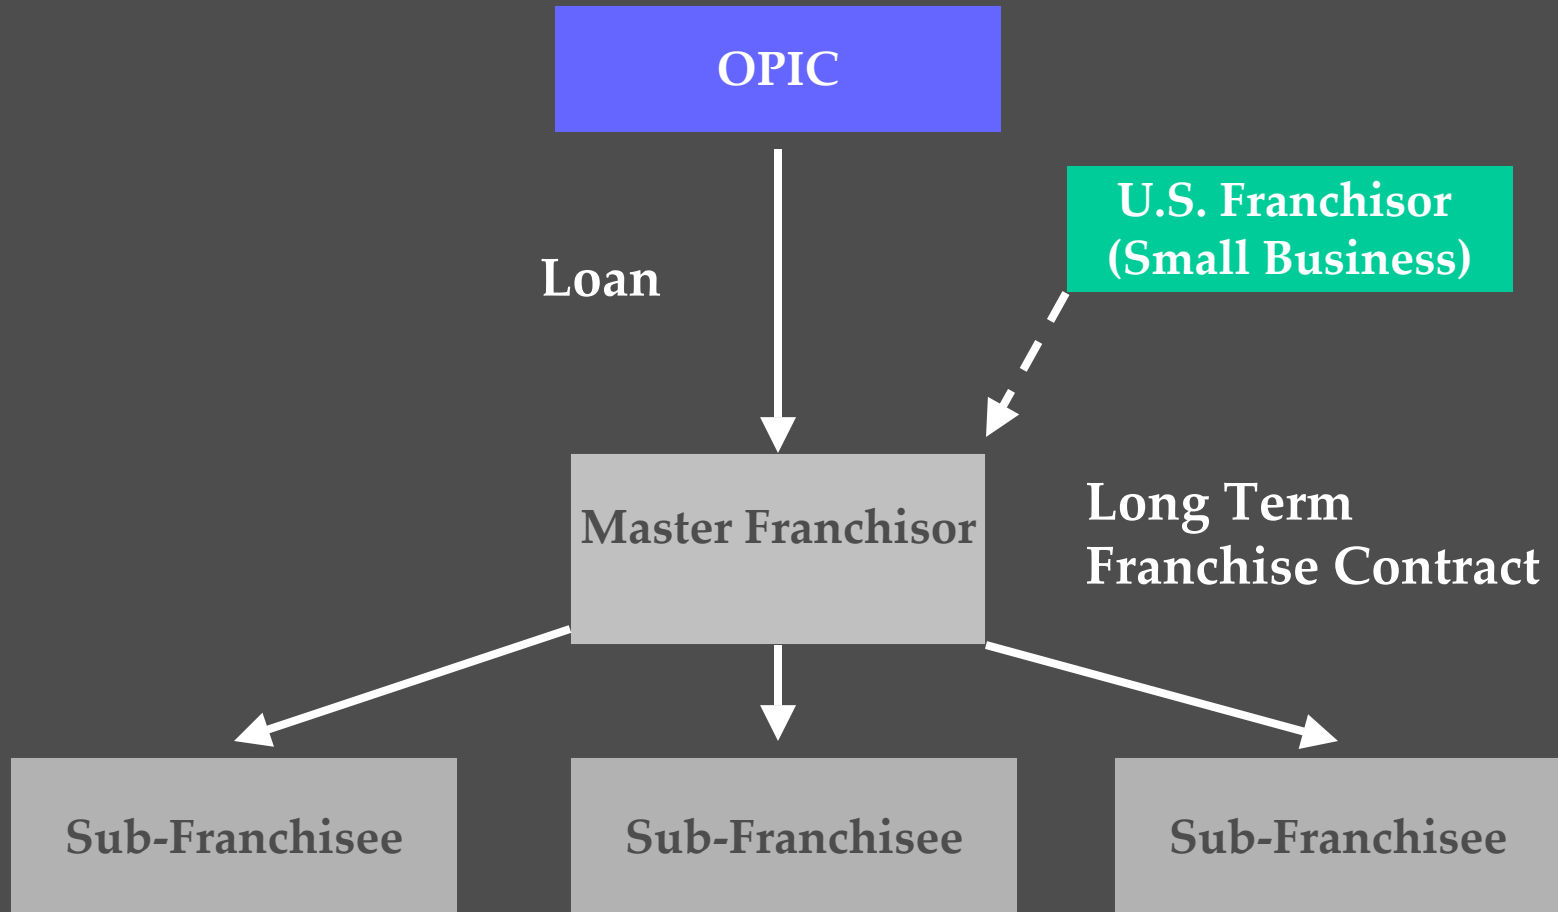 OPIC
U.S. Franchisor
(Small Business)
Loan
Master Franchisor
Long Term
Franchise Contract
Sub-Franchisee
Sub-Franchisee
Sub-Franchisee